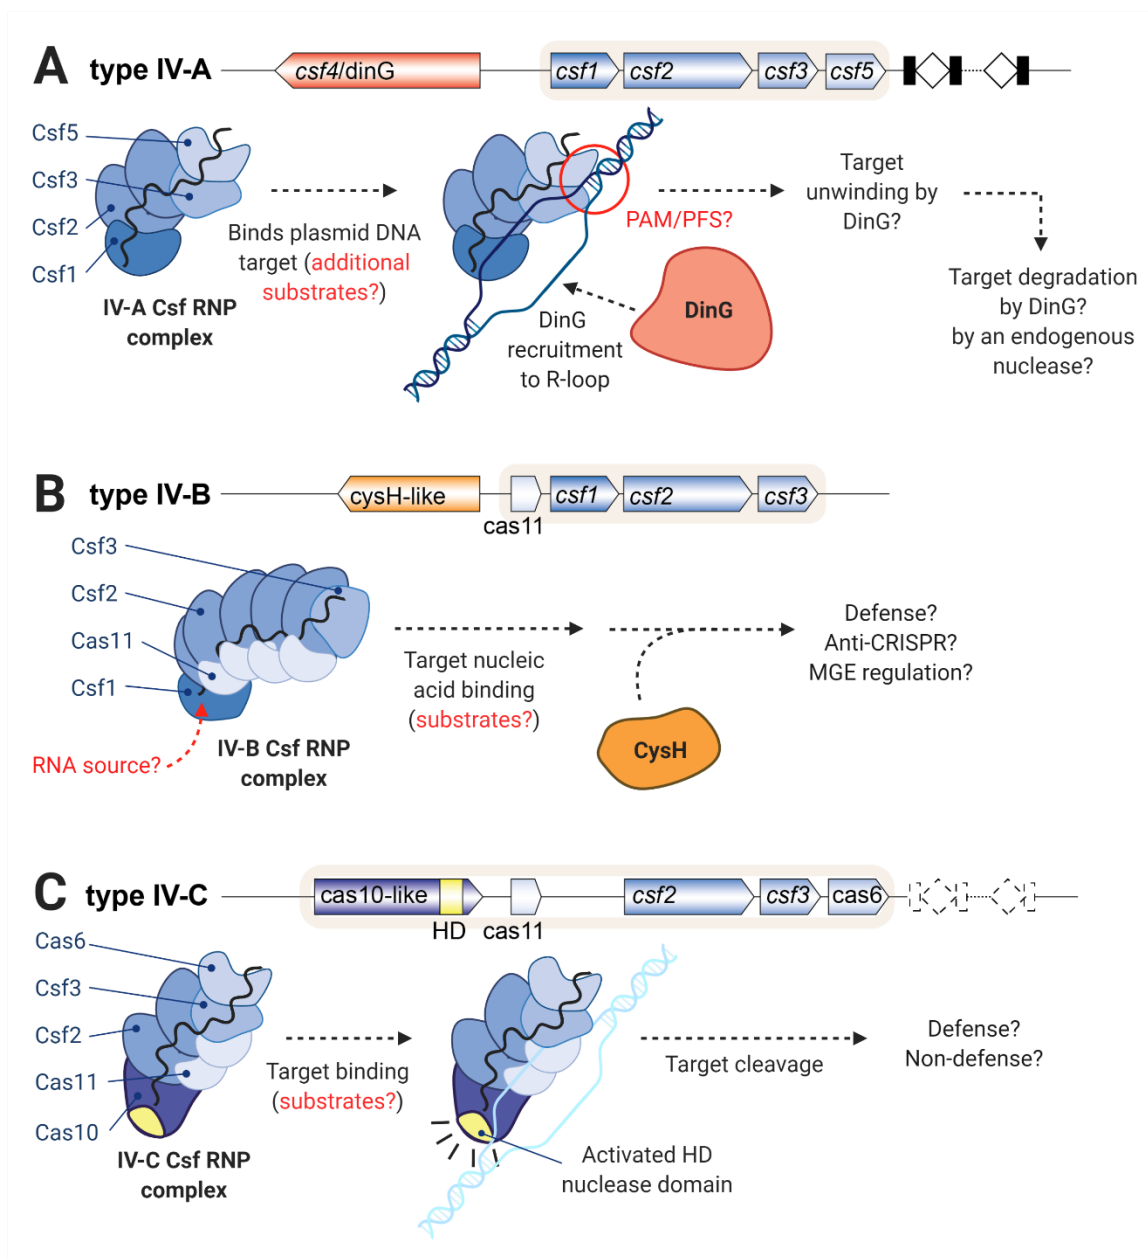 A type IV-A
csf4/dinG
csf1
csf2
csf3
csf5
Csf5
Csf3
Csf2
Csf1
IV-A Csf RNP
complex
Binds plasmid DNA
target (additional
substrates?)
PAM/PFS?
DinG
DinG
recruitment
to R-loop
Target
unwinding by
DinG?
Target degradation
by DinG?
by an endogenous
nuclease?
B type IV-B
cysH-like
cas11
csf1
csf2
csf3
Csf3
Csf2
Cas11
Csf1
RNA source?
IV-B Csf RNP
complex
Target nucleic
acid binding
(substrates?)
CysH
Defense?
Anti-CRISPR?
MGE regulation?
C type IV-C
cas10-like
HD
cas11
csf2
csf3
cas6
Cas6
Csf3
Csf2
Cas11
Cas10
IV-C Csf RNP
complex
Target binding
(substrates?)
Activated HD
nuclease domain
Target cleavage
Defense?
Non-defense?